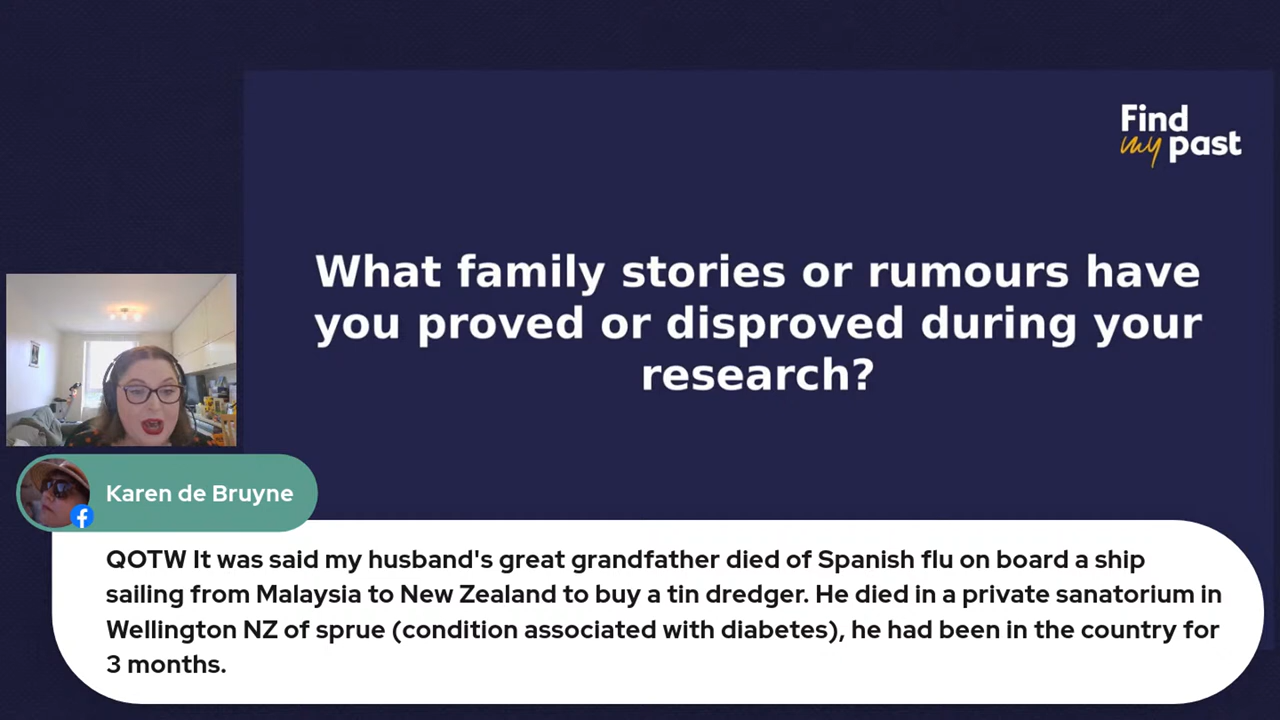 Find
my past
What family stories or rumours have
you proved or disproved during your
research?
Karen de Bruyne
QOTW It was said my husband's great grandfather died of Spanish flu on board a ship
sailing from Malaysia to New Zealand to buy a tin dredger. He died in a private sanatorium in
Wellington NZ of sprue (condition associated with diabetes), he had been in the country for
3 months.